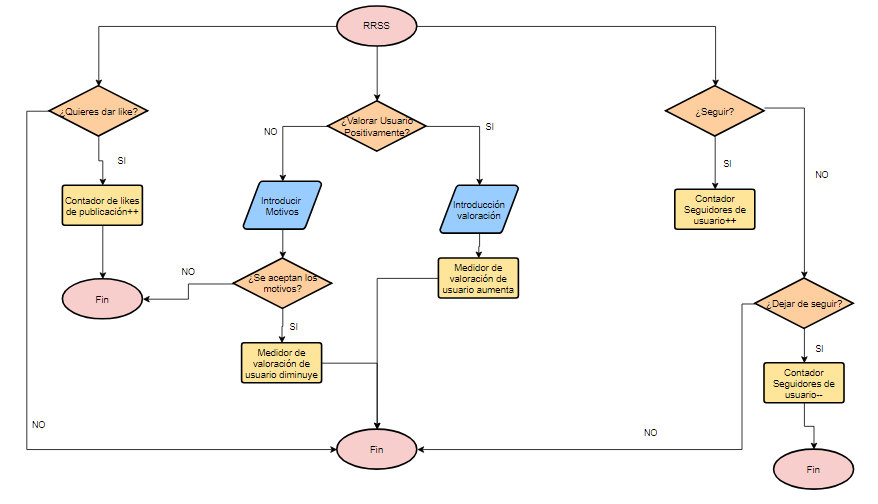 RRSS
¿Quieres dar like?
¿Valorar Usuario
Positivamente?
¿Seguir?
NO
SI
SI
SI
NO
Contador de likes
de publicación++
Introducir
Motivos
Introducción
valoración
Contador
Seguidores de
usuario++
NO
¿Se aceptan los
motivos?
Medidor de
valoración de
usuario aumenta
Fin
¿Dejar de seguir?
SI
SI
Medidor de
valoración de
usuario diminuye
Contador
Seguidores de
usuario--
NO
NO
Fin
Fin